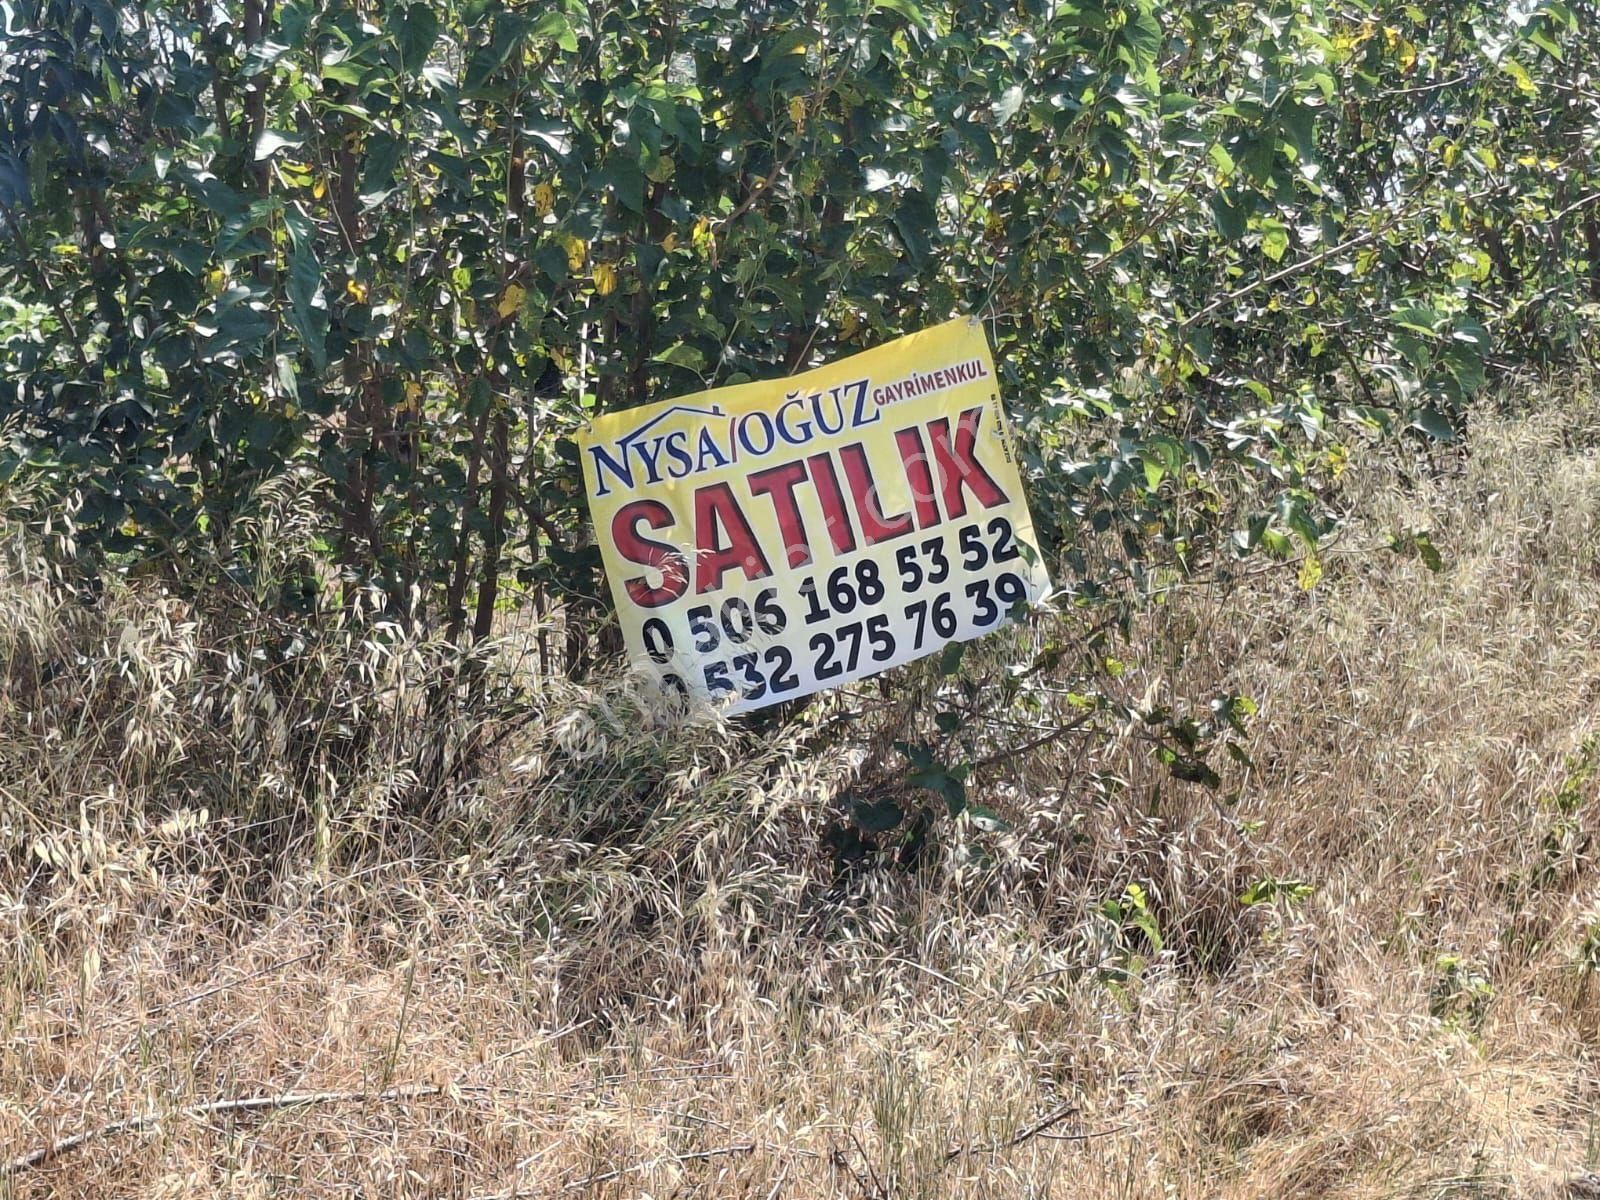 NYSA/OĞUZ GAYRİMENKUL
SATILIK
0 506 168 53 52
0 532 275 76 39